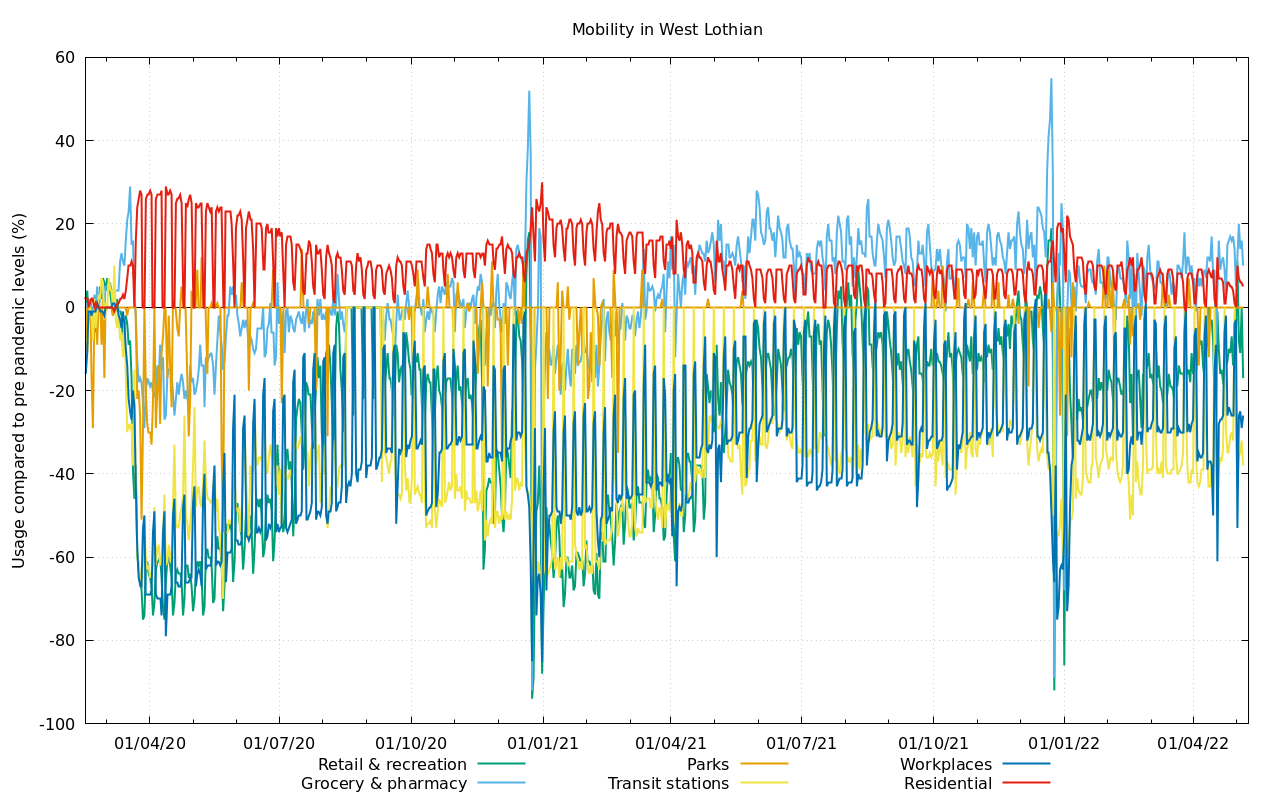 Mobility in West Lothian
Usage compared to pre pandemic levels (%)
60
40
20
0
-20
-40
-60
-80
-100
01/04/20 01/07/20 01/10/20 01/01/21 01/04/21 01/07/21 01/10/21 01/01/22 01/04/22
Retail & recreation Parks Workplaces
Grocery & pharmacy Transit stations Residential